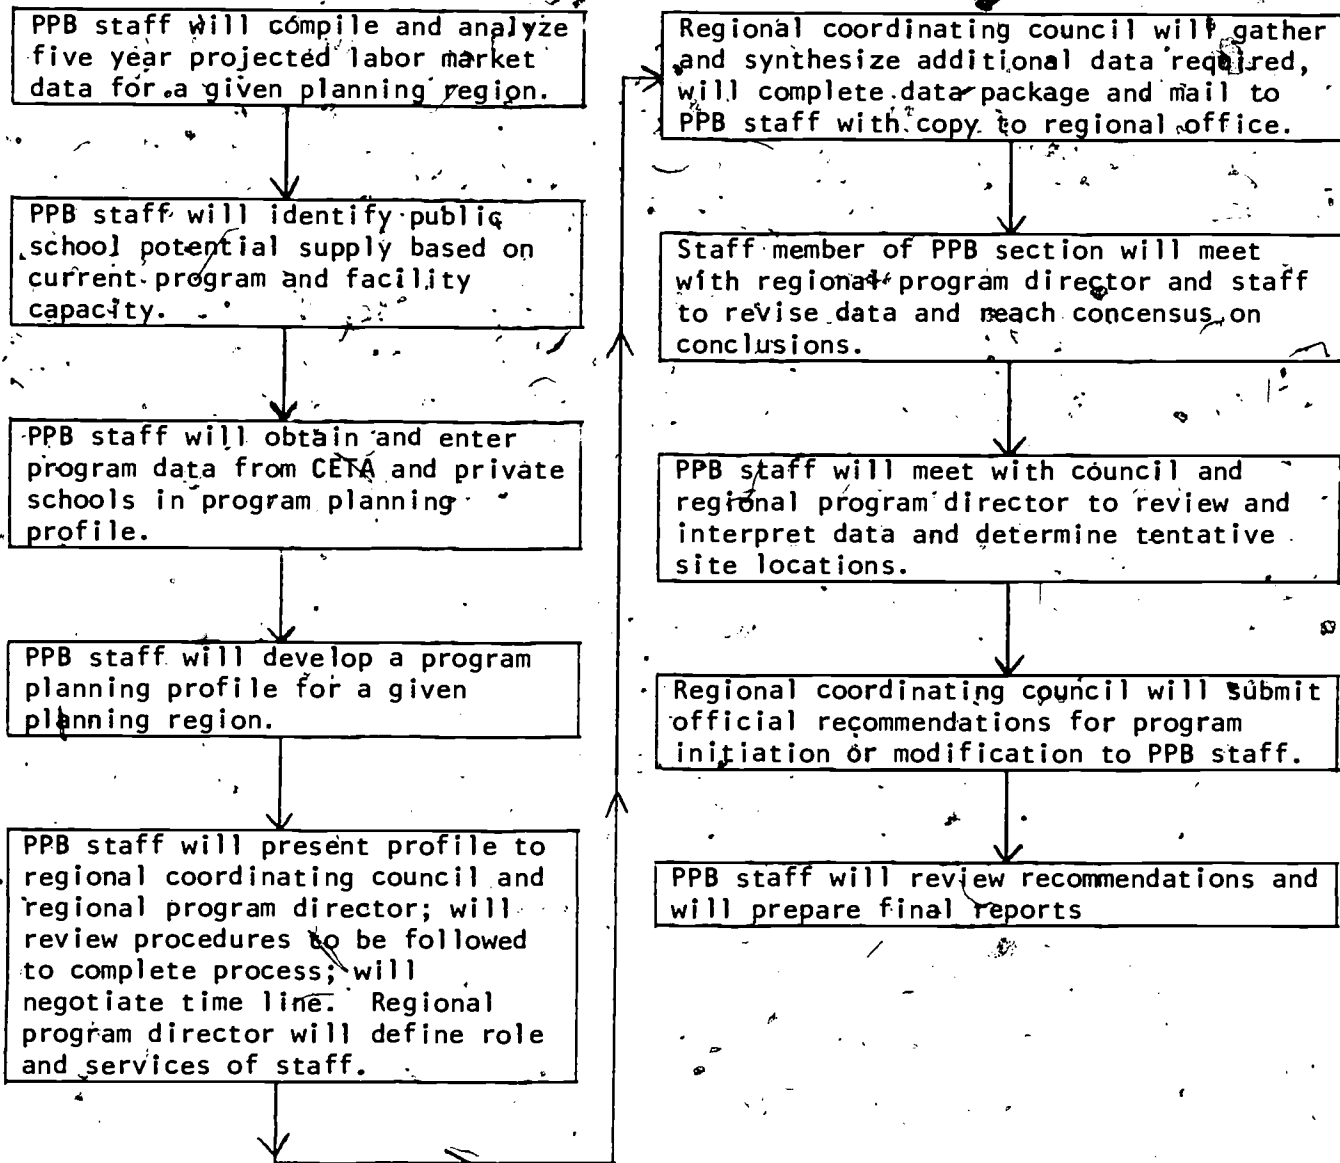 PPB staff will compile and analyze
five year projected labor market
data for a given planning region.
PPB staff will identify public
school potential supply based on
current program and facility
capacity.
PPB staff will obtain and enter
program data from CETA and private
schools in program planning
profile.
PPB staff will develop a program
planning profile for a given
planning region.
PPB staff will present profile to
regional coordinating council and
regional program director; will
review procedures to be followed
to complete process; will
negotiate time line. Regional
program director will define role
and services of staff.
Regional coordinating council will gather
and synthesize additional data required,
will complete data package and mail to
PPB staff with copy to regional office.
Staff member of PPB section will meet
with regional program director and staff
to revise data and reach concensus on
conclusions.
PPB staff will meet with council and
regional program director to review and
interpret data and determine tentative
site locations.
Regional coordinating council will submit
official recommendations for program
initiation or modification to PPB staff.
PPB staff will review recommendations and
will prepare final reports